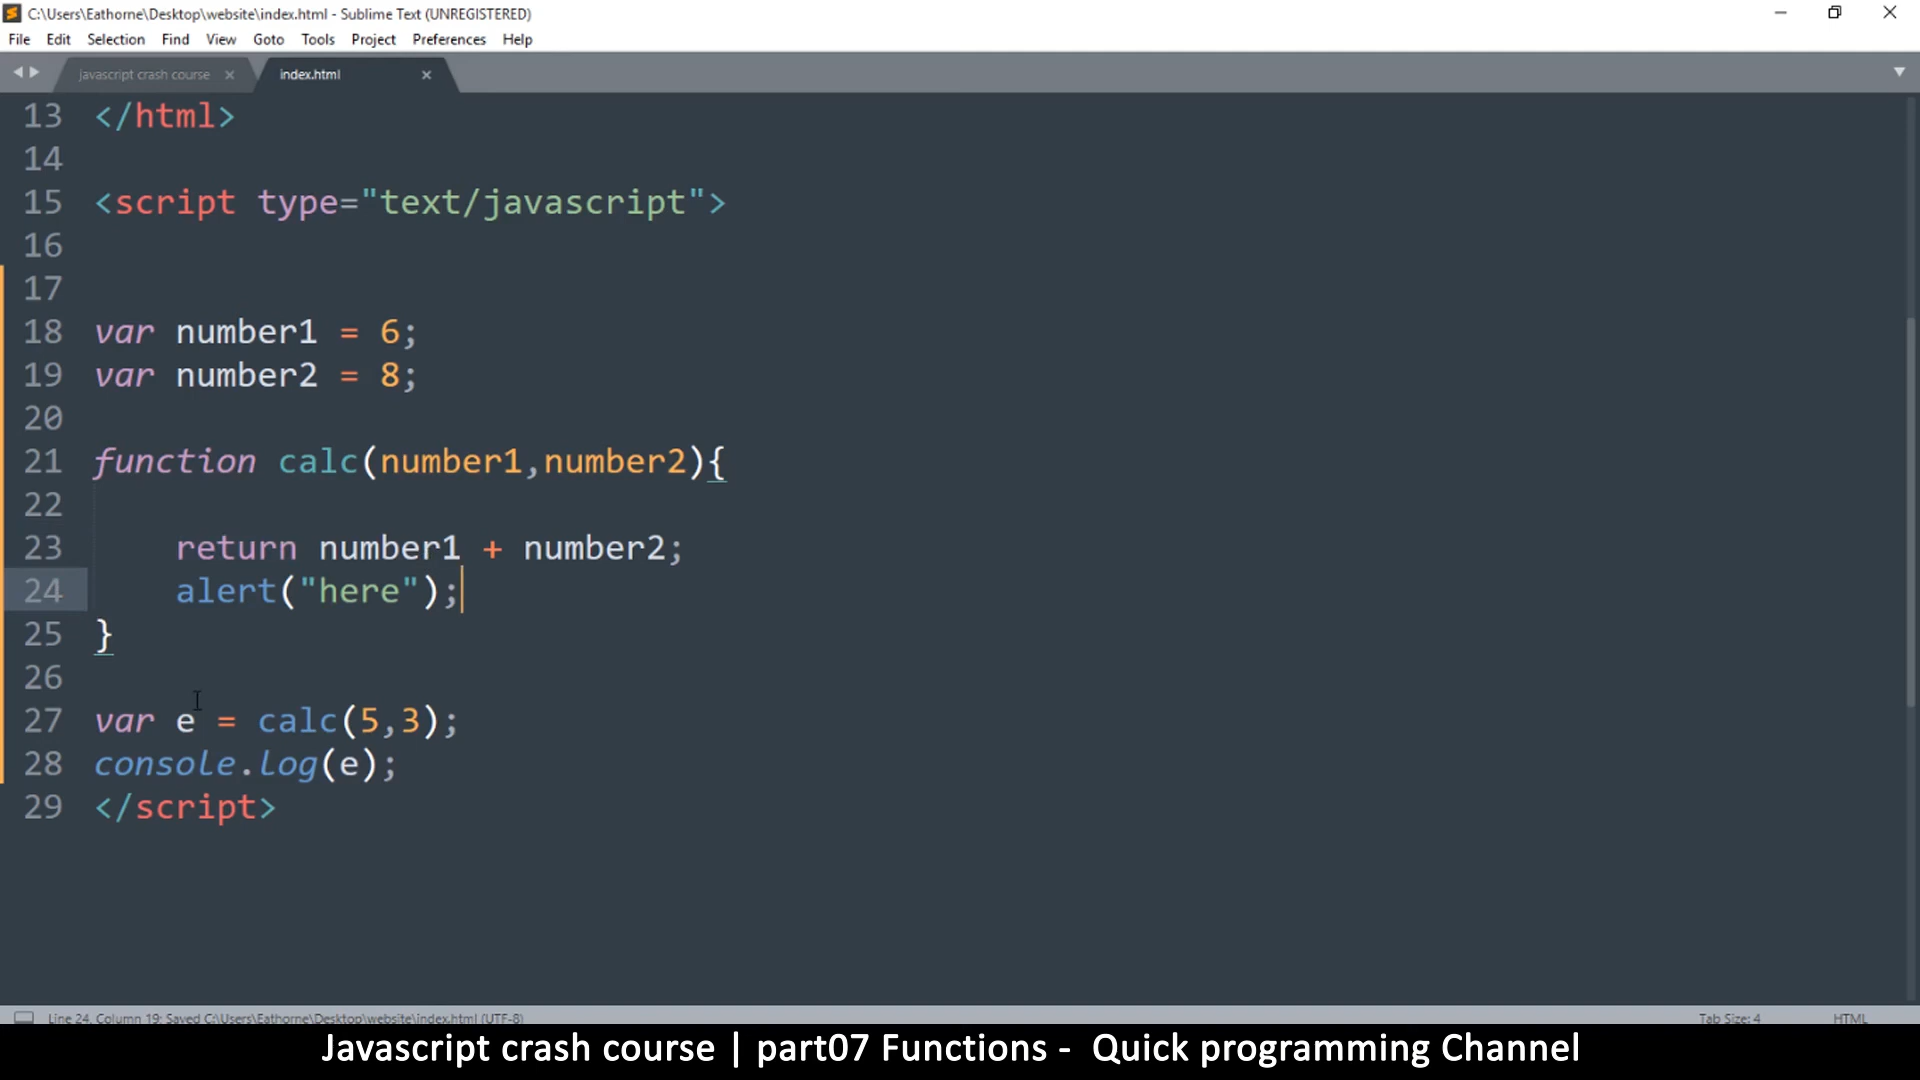 C:\Users\Eathorne\Desktop\website\index.html - Sublime Text (UNREGISTERED)
File Edit Selection Find View Goto Tools Project Preferences Help
javascript crash course index.html
13 </html>
14
15 <script type="text/javascript">
16
17
18 var number1 = 6;
19 var number2 = 8;
20
21 function calc(number1,number2){
22
23 return number1 + number2;
24 alert("here");
25 }
26
27 var e = calc(5,3);
28 console.log(e);
29 </script>
Line 24, Column 19; Saved C:\Users\Eathorne\Desktop\website\index.html (UTF-8) Tab Size: 4 HTML
Javascript crash course | part07 Functions - Quick programming Channel